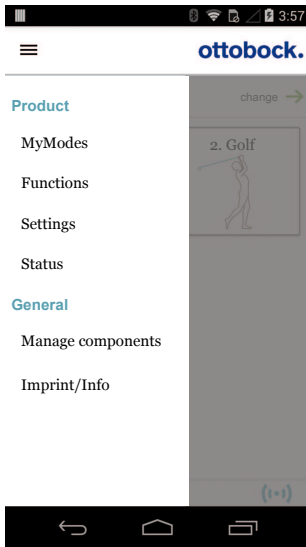 3:57
ottobock.
change
Product
MyModes
2. Golf
Functions
Settings
Status
General
Manage components
Imprint/Info